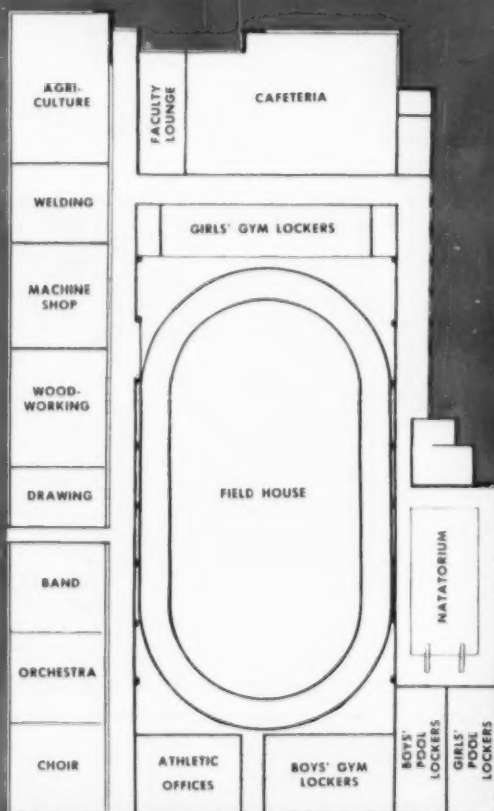 AGRI-
CULTURE
FACULTY
LOUNGE
CAFETERIA
WELDING
GIRLS' GYM LOCKERS
MACHINE
SHOP
WOOD-
WORKING
DRAWING
FIELD HOUSE
NATATORIUM
BAND
ORCHESTRA
CHOIR
ATHLETIC
OFFICES
BOYS' GYM
LOCKERS
BOYS'
POOL
LOCKERS
GIRLS'
POOL
LOCKERS